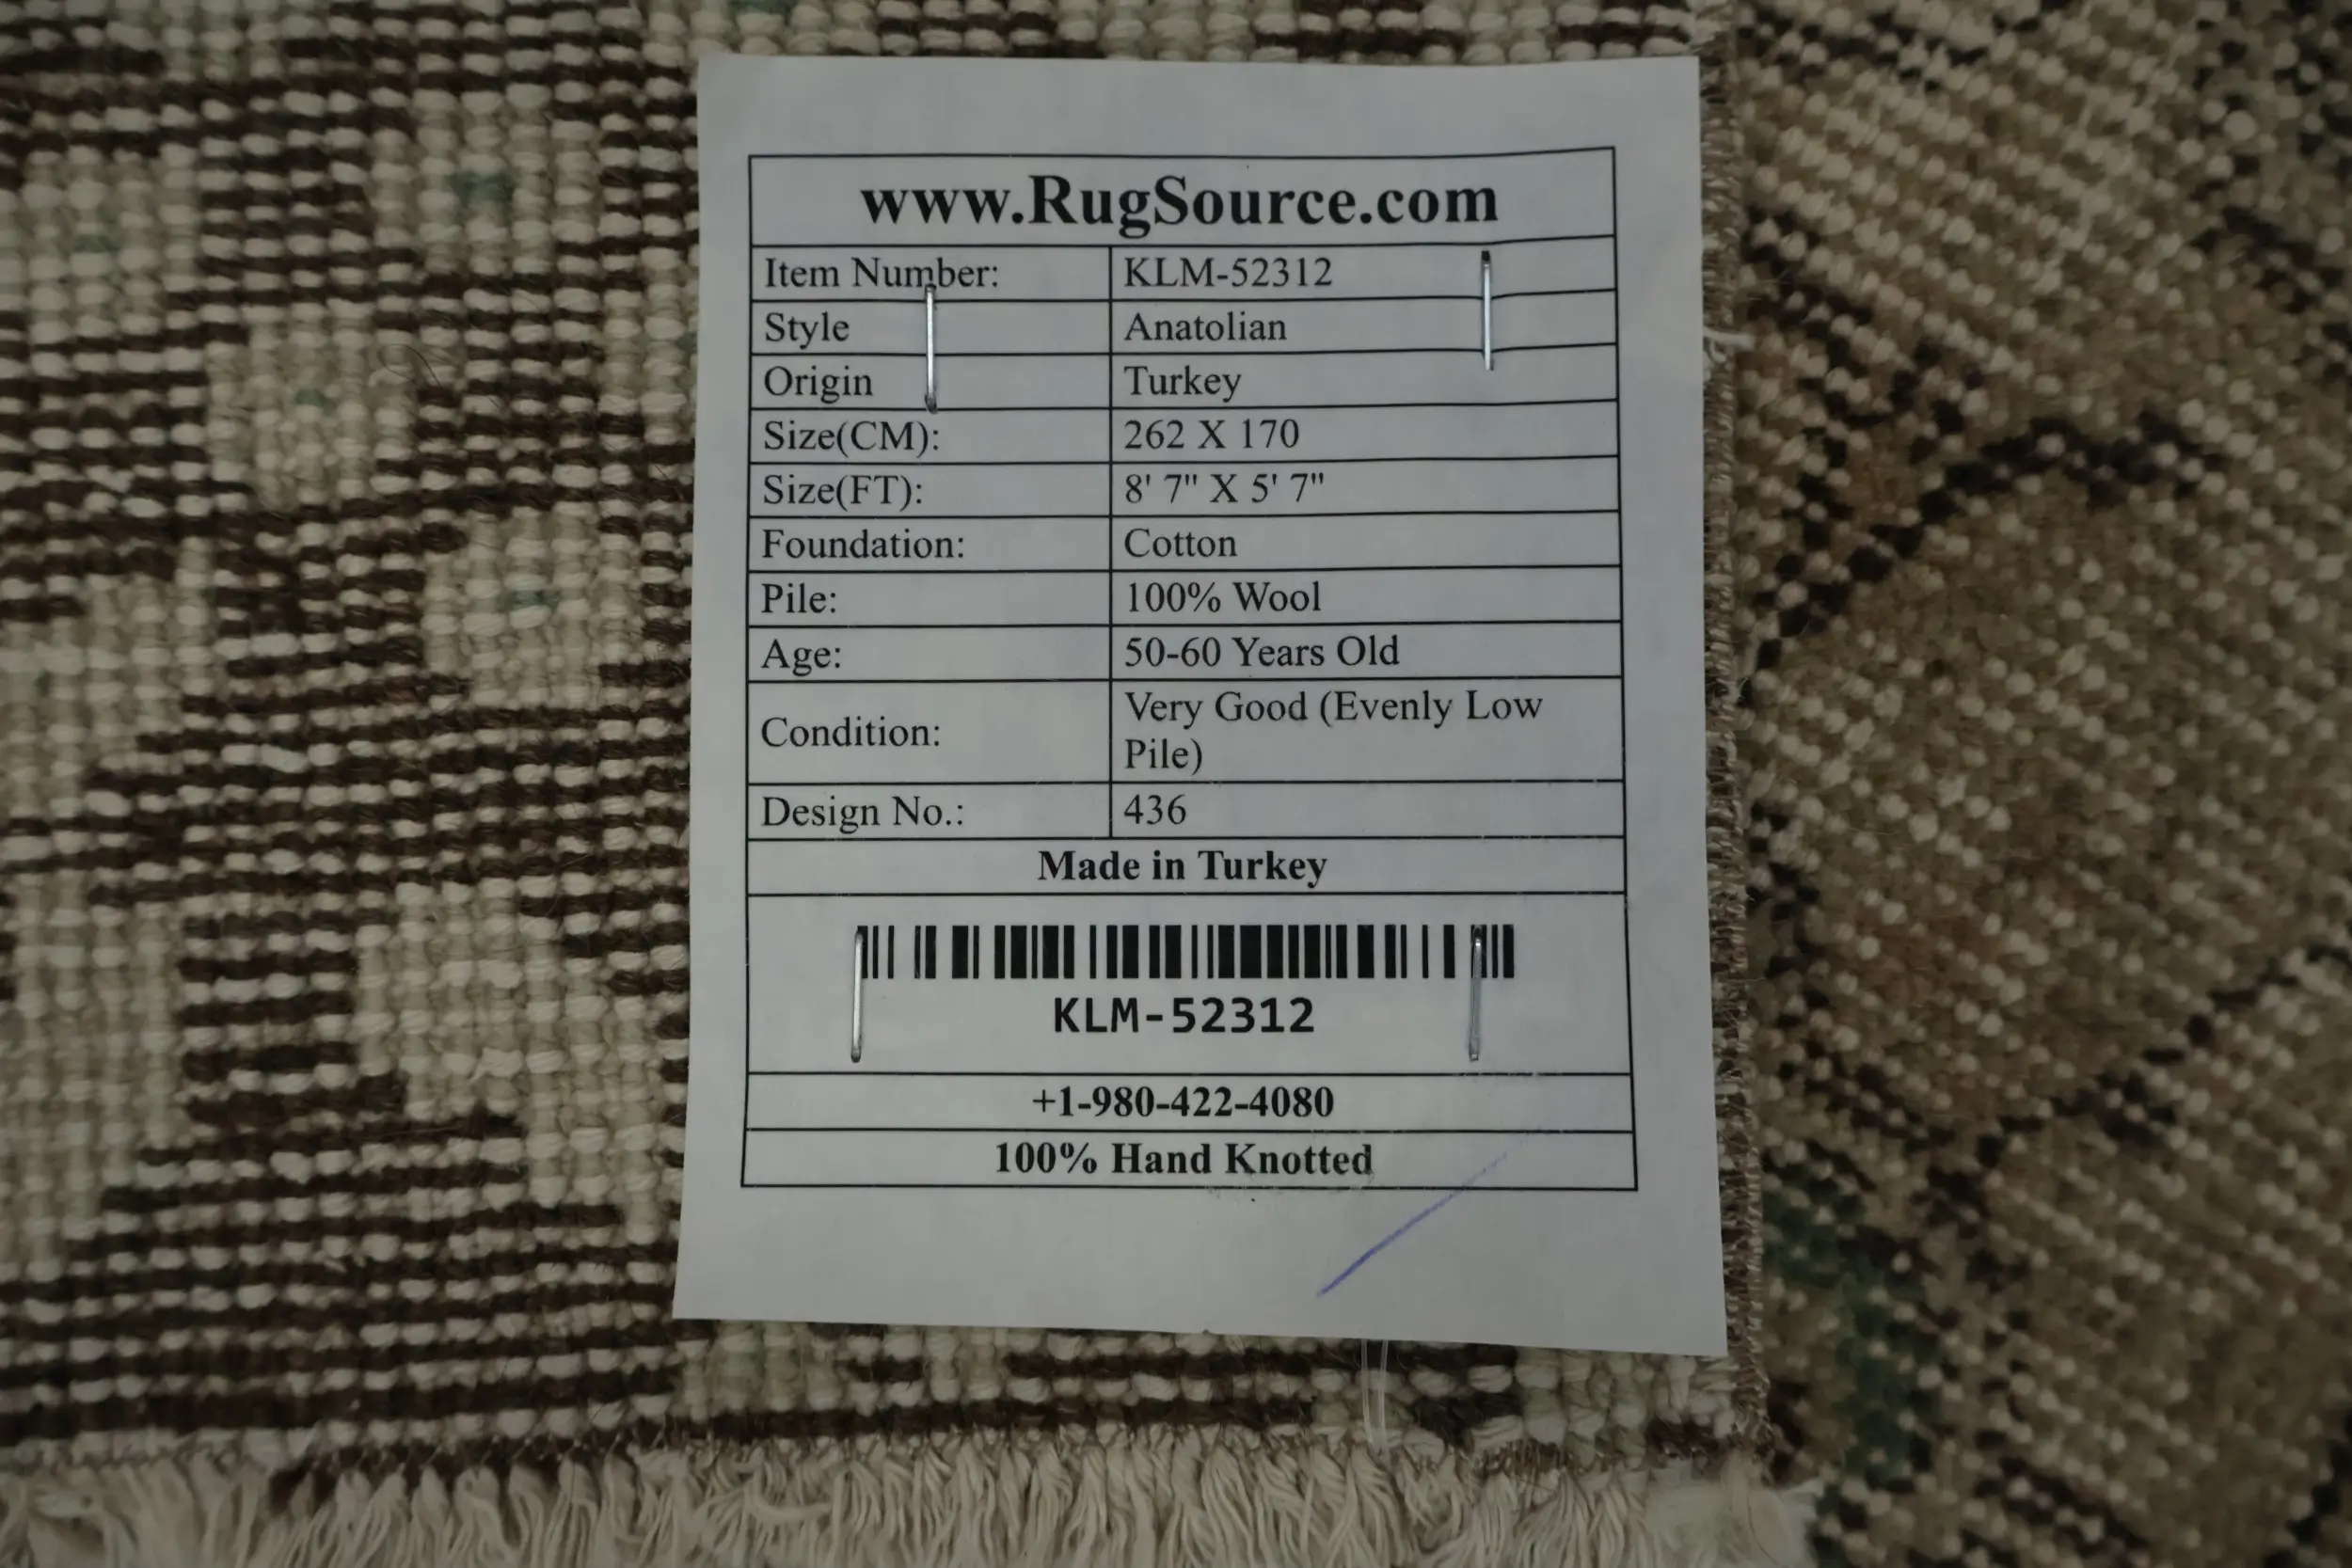 www.RugSource.com
Item Number: KLM-52312
Style Anatolian
Origin Turkey
Size(CM): 262 X 170
Size(FT): 8' 7" X 5' 7"
Foundation: Cotton
Pile: 100% Wool
Age: 50-60 Years Old
Condition: Very Good (Evenly Low
Pile)
Design No.: 436
Made in Turkey
KLM-52312
+1-980-422-4080
100% Hand Knotted